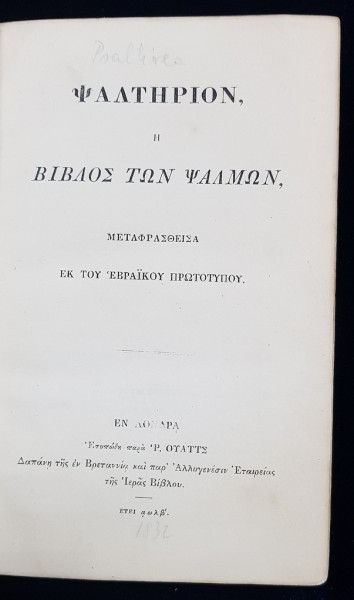 Psaltirea
ΨΑΛΤΗΡΙΟΝ,
Η
ΒΙΒΛΟΣ ΤΩΝ ΨΑΛΜΩΝ,
ΜΕΤΑΦΡΑΣΘΕΙΣΑ
ΕΚ ΤΟΥ ἙΒΡΑΪΚΟΥ ΠΡΩΤΟΤΥΠΟΥ.
ΕΝ ΛΟΝΔΡᾼ
Ἐτυπώθη παρὰ Ῥ. ΟΥΑΤΤΣ
Δαπάνῃ τῆς ἐν Βρεταννίᾳ καὶ παρ' Ἀλλογενέσιν Ἑταιρείας
τῆς Ἱερᾶς Βίβλου.
ΕΤΕΙ αωλβʹ.
1832